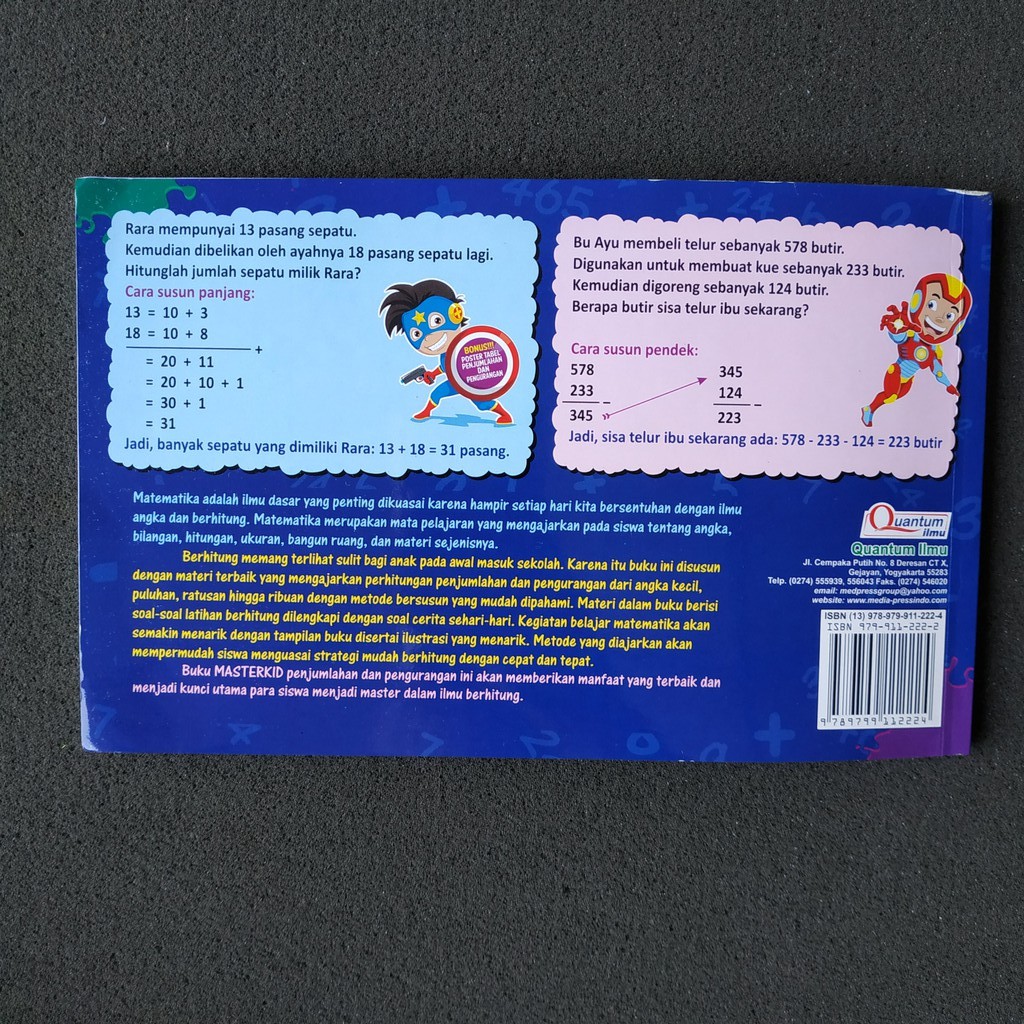 465
24
Rara mempunyai 13 pasang sepatu.
Kemudian dibelikan oleh ayahnya 18 pasang sepatu lagi.
Hitunglah jumlah sepatu milik Rara?
Cara susun panjang:
13 = 10 + 3
18 = 10 + 8
+
= 20 + 11
= 20 + 10 + 1
= 30 + 1
= 31
Jadi, banyak sepatu yang dimiliki Rara: 13 + 18 = 31 pasang.
BONUS!!!
POSTER TABEL
PENJUMLAHAN
DAN
PENGURANGAN
Bu Ayu membeli telur sebanyak 578 butir.
Digunakan untuk membuat kue sebanyak 233 butir.
Kemudian digoreng sebanyak 124 butir.
Berapa butir sisa telur ibu sekarang?
Cara susun pendek:
578 345
233 124
– –
345 223
Jadi, sisa telur ibu sekarang ada: 578 - 233 - 124 = 223 butir
Matematika adalah ilmu dasar yang penting dikuasai karena hampir setiap hari kita bersentuhan dengan ilmu
angka dan berhitung. Matematika merupakan mata pelajaran yang mengajarkan pada siswa tentang angka,
bilangan, hitungan, ukuran, bangun ruang, dan materi sejenisnya.
Berhitung memang terlihat sulit bagi anak pada awal masuk sekolah. Karena itu buku ini disusun
dengan materi terbaik yang mengajarkan perhitungan penjumlahan dan pengurangan dari angka kecil,
puluhan, ratusan hingga ribuan dengan metode bersusun yang mudah dipahami. Materi dalam buku berisi
soal-soal latihan berhitung dilengkapi dengan soal cerita sehari-hari. Kegiatan belajar matematika akan
semakin menarik dengan tampilan buku disertai ilustrasi yang menarik. Metode yang diajarkan akan
mempermudah siswa menguasai strategi mudah berhitung dengan cepat dan tepat.
Buku MASTERKID penjumlahan dan pengurangan ini akan memberikan manfaat yang terbaik dan
menjadi kunci utama para siswa menjadi master dalam ilmu berhitung.
Quantum
ilmu
Quantum Ilmu
Jl. Cempaka Putih No. 8 Deresan CT X,
Gejayan, Yogyakarta 55283
Telp. (0274) 555939, 556043 Faks. (0274) 546020
email: medpressgroup@yahoo.com
website: www.media-pressindo.com
ISBN (13) 978-979-911-222-4
ISBN 979-911-222-2
9 789799 112224